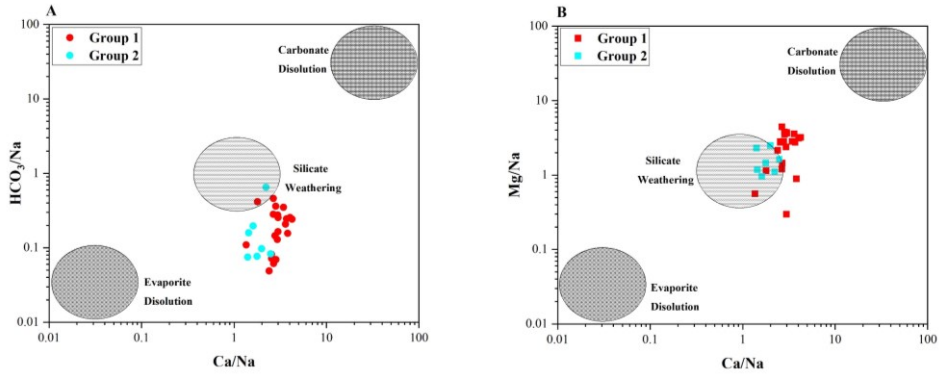 A
Group 1
Group 2
Carbonate
Disolution
Silicate
Weathering
Evaporite
Disolution
HCO3/Na
100
10
1
0.1
0.01
0.01
0.1
1
10
100
Ca/Na
B
Group 1
Group 2
Carbonate
Disolution
Silicate
Weathering
Evaporite
Disolution
Mg/Na
100
10
1
0.1
0.01
0.01
0.1
1
10
100
Ca/Na